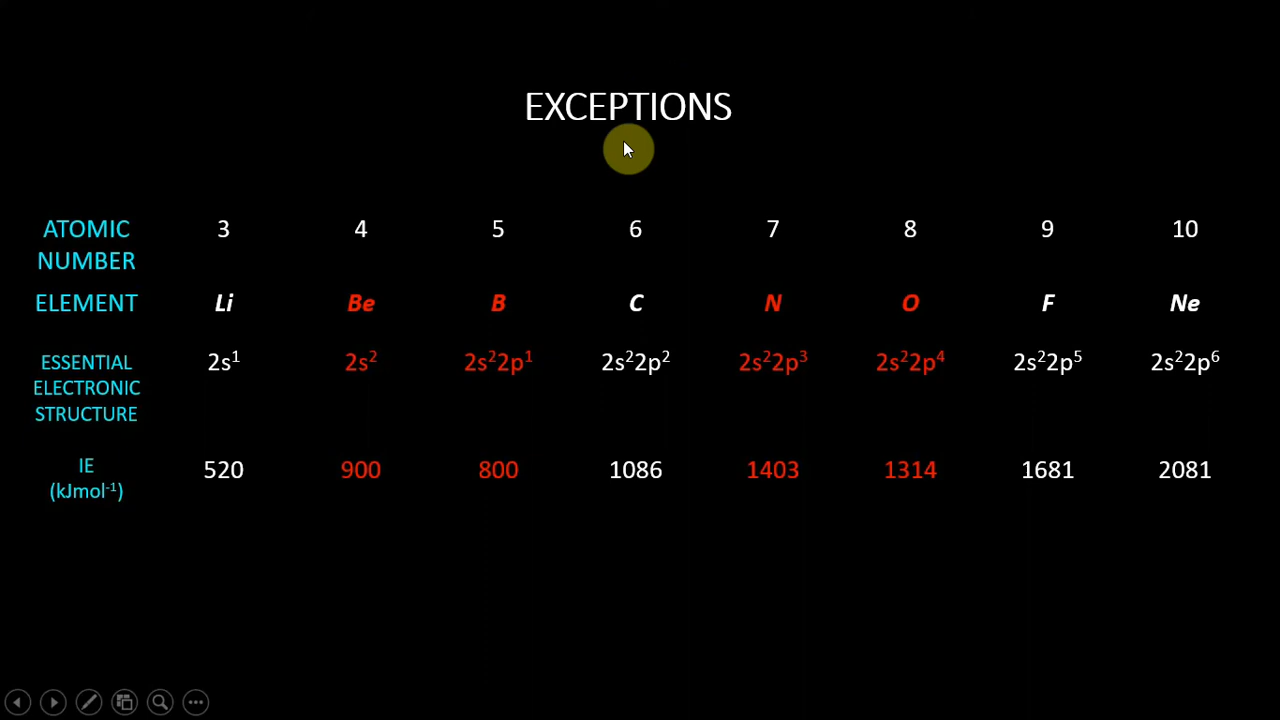 EXCEPTIONS
ATOMIC NUMBER 3 4 5 6 7 8 9 10
ELEMENT Li Be B C N O F Ne
ESSENTIAL ELECTRONIC STRUCTURE 2s¹ 2s² 2s²2p¹ 2s²2p² 2s²2p³ 2s²2p⁴ 2s²2p⁵ 2s²2p⁶
IE (kJmol⁻¹) 520 900 800 1086 1403 1314 1681 2081